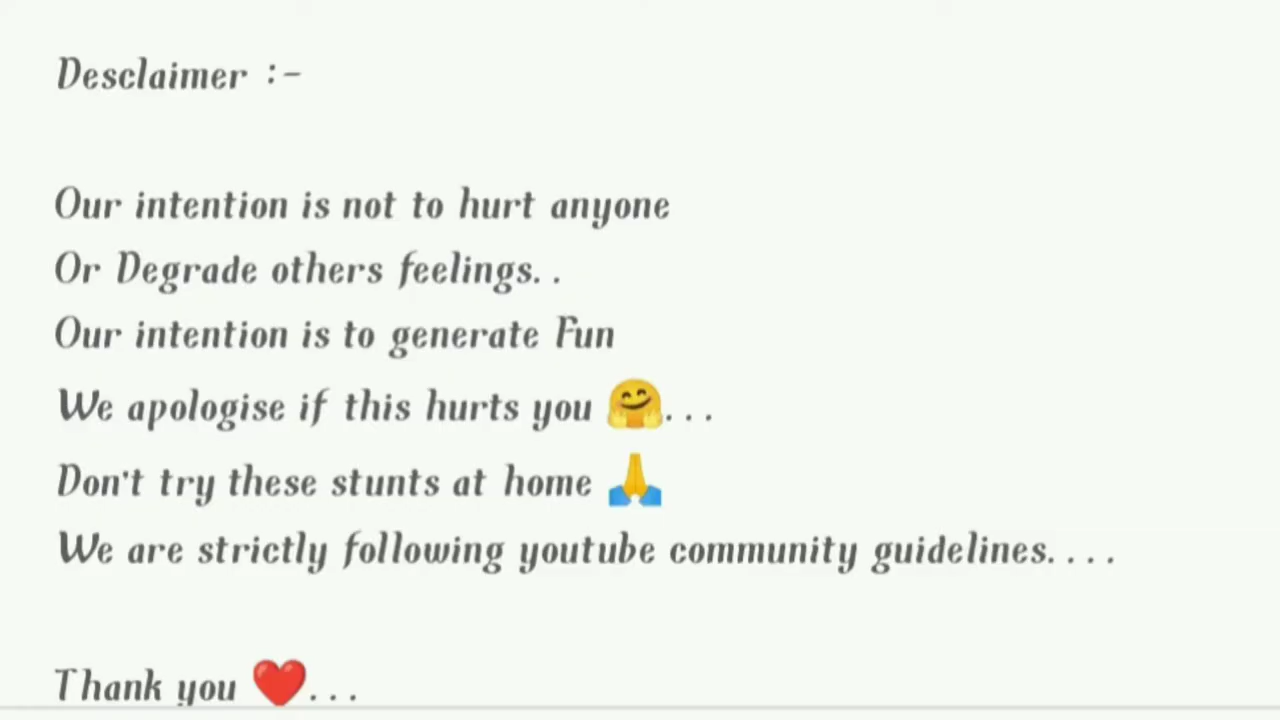 Desclaimer :-
Our intention is not to hurt anyone
Or Degrade others feelings. .
Our intention is to generate Fun
We apologise if this hurts you 🤗. . .
Don't try these stunts at home 🙏
We are strictly following youtube community guidelines. . . .
Thank you ❤️. . .